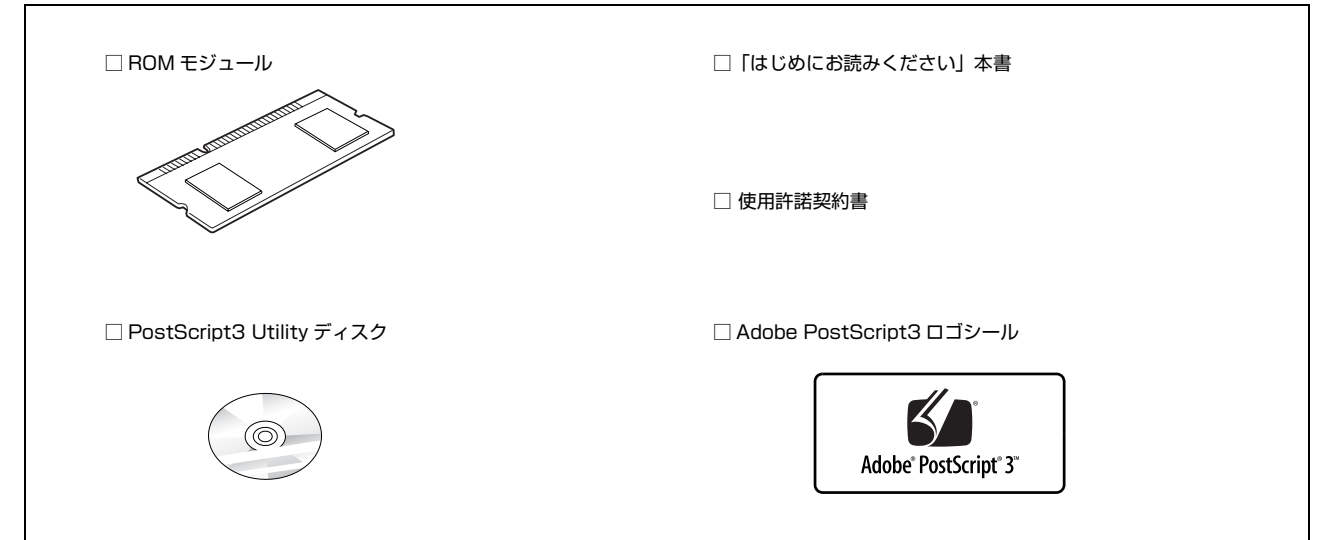 □ ROM モジュール
□「はじめにお読みください」本書
□ 使用許諾契約書
□ PostScript3 Utility ディスク
□ Adobe PostScript3 ロゴシール
®
Adobe® PostScript® 3™